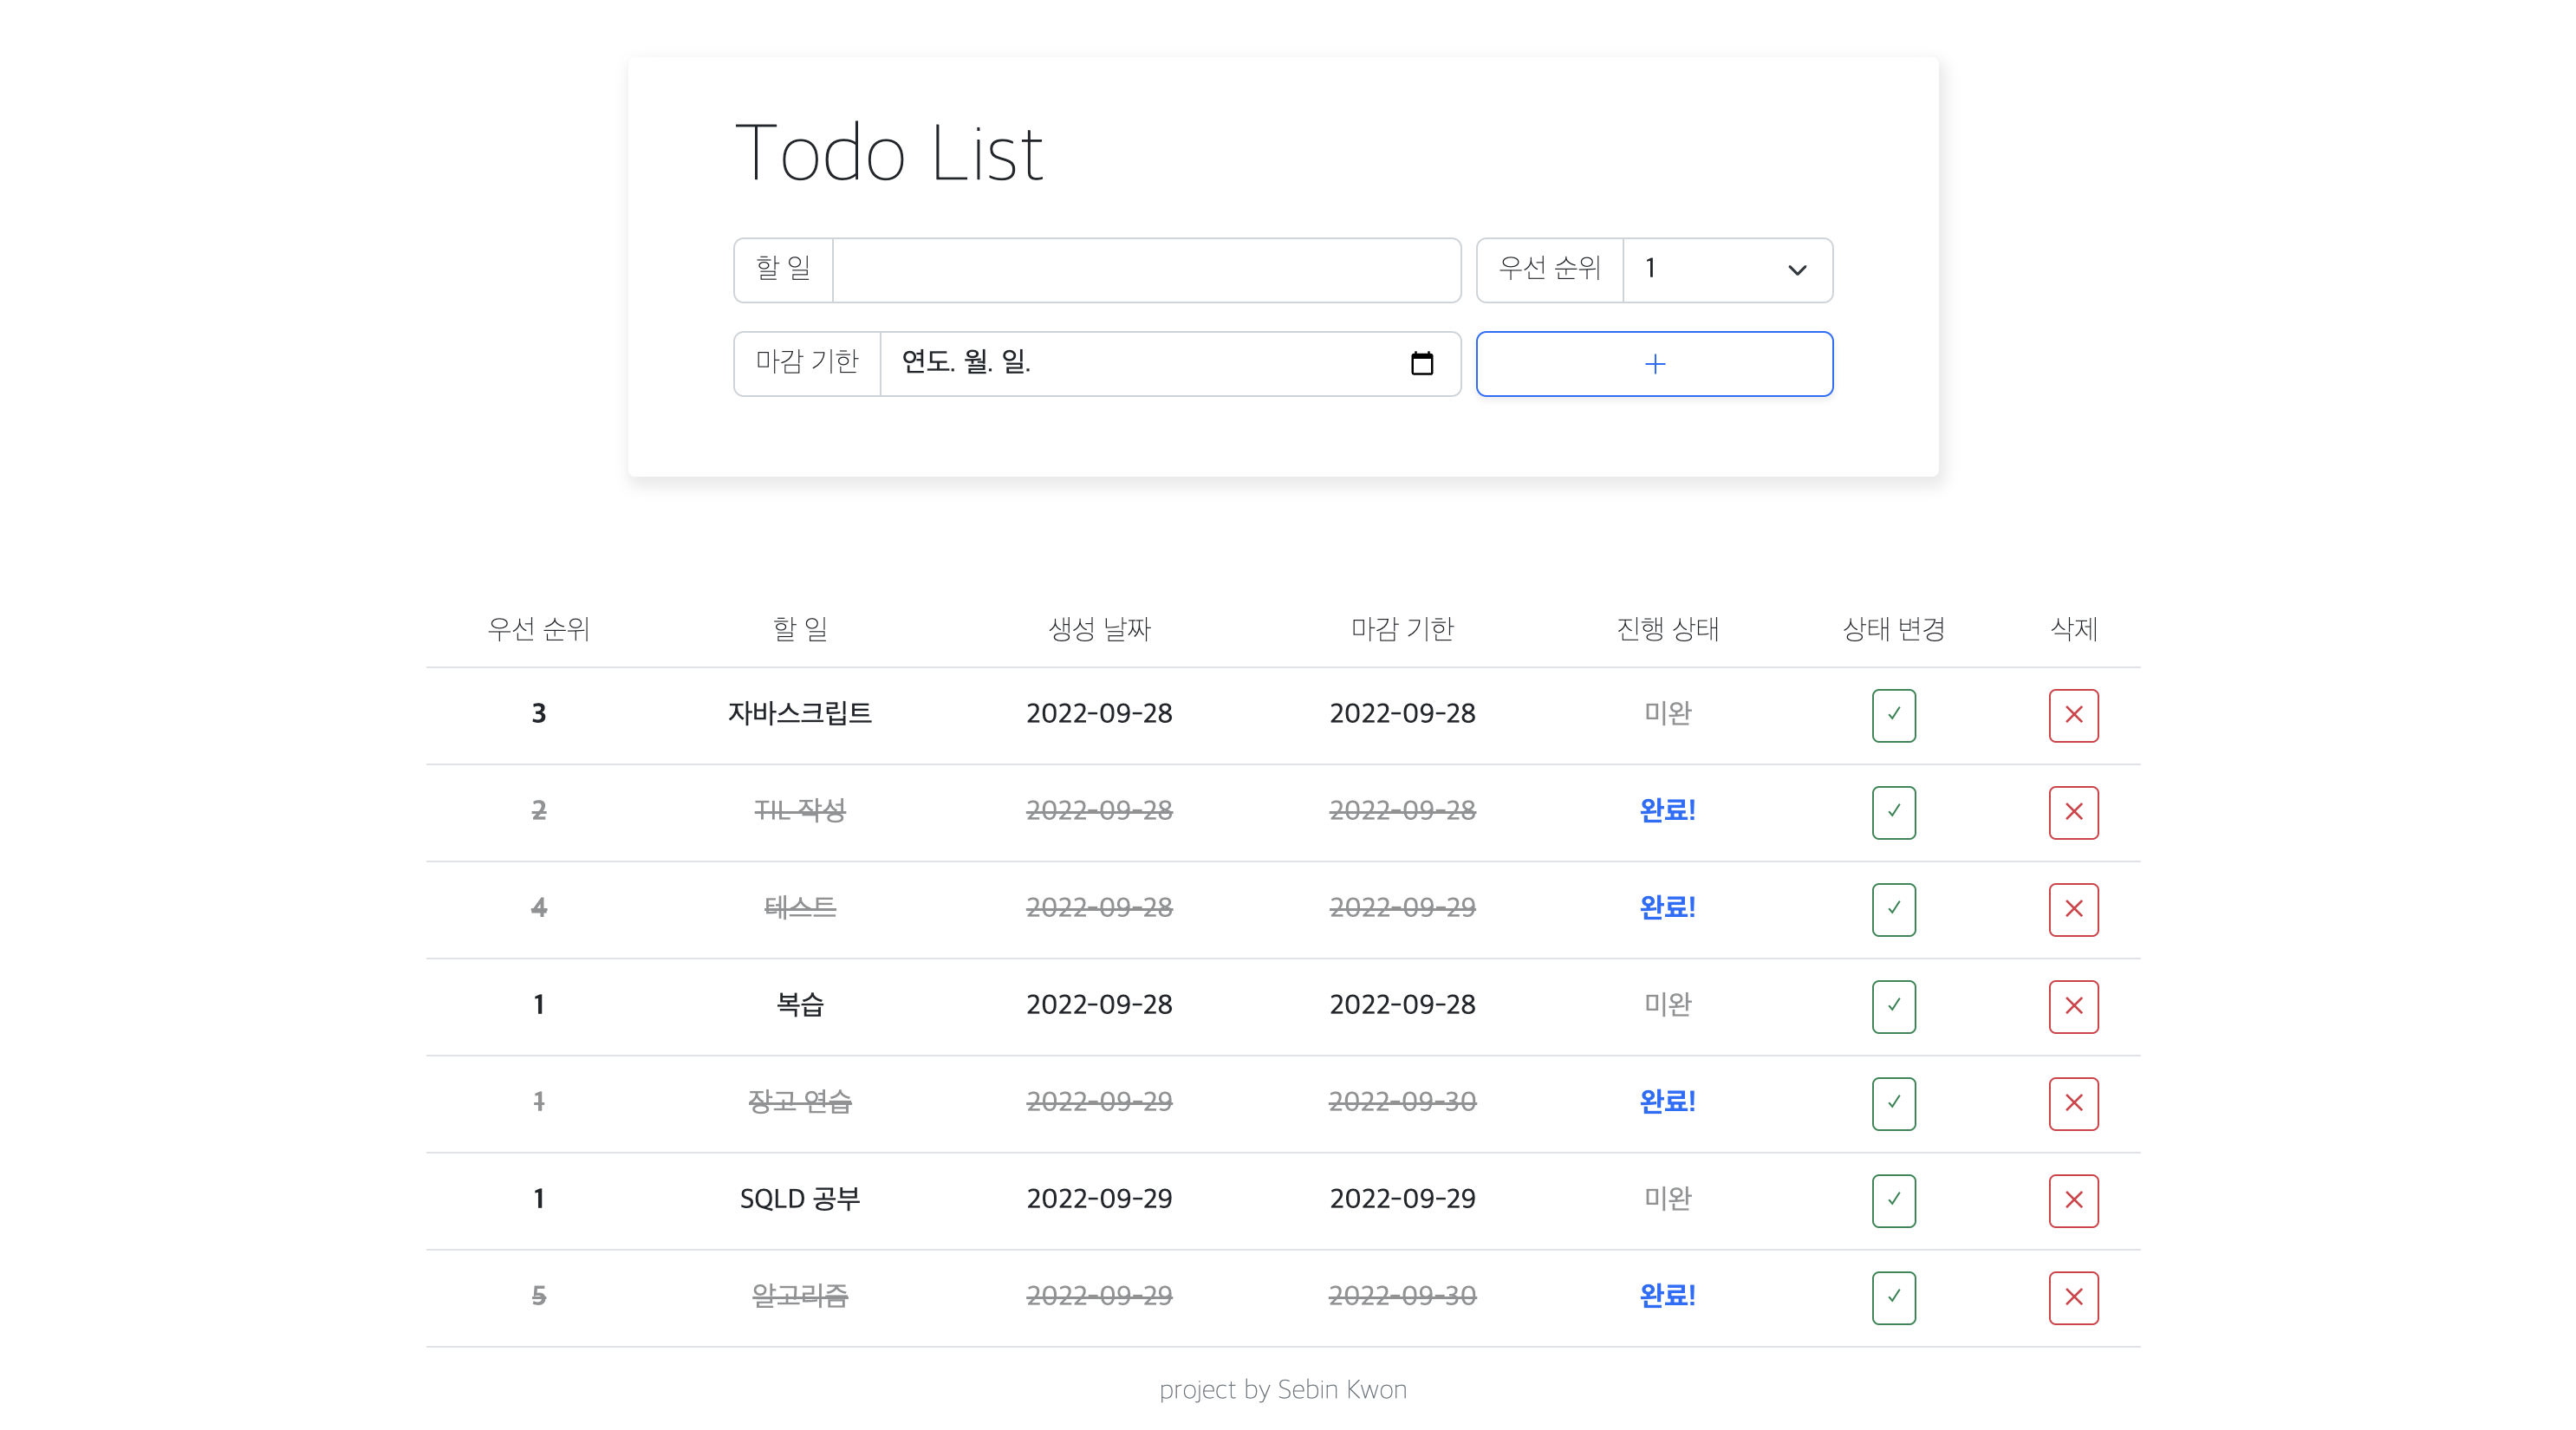 Todo List
할 일 우선 순위 1
마감 기한 연도. 월. 일. +
우선 순위 할 일 생성 날짜 마감 기한 진행 상태 상태 변경 삭제
3 자바스크립트 2022-09-28 2022-09-28 미완 ✓ ×
2 TIL 작성 2022-09-28 2022-09-28 완료! ✓ ×
4 테스트 2022-09-28 2022-09-29 완료! ✓ ×
1 복습 2022-09-28 2022-09-28 미완 ✓ ×
1 장고 연습 2022-09-29 2022-09-30 완료! ✓ ×
1 SQLD 공부 2022-09-29 2022-09-29 미완 ✓ ×
5 알고리즘 2022-09-29 2022-09-30 완료! ✓ ×
project by Sebin Kwon